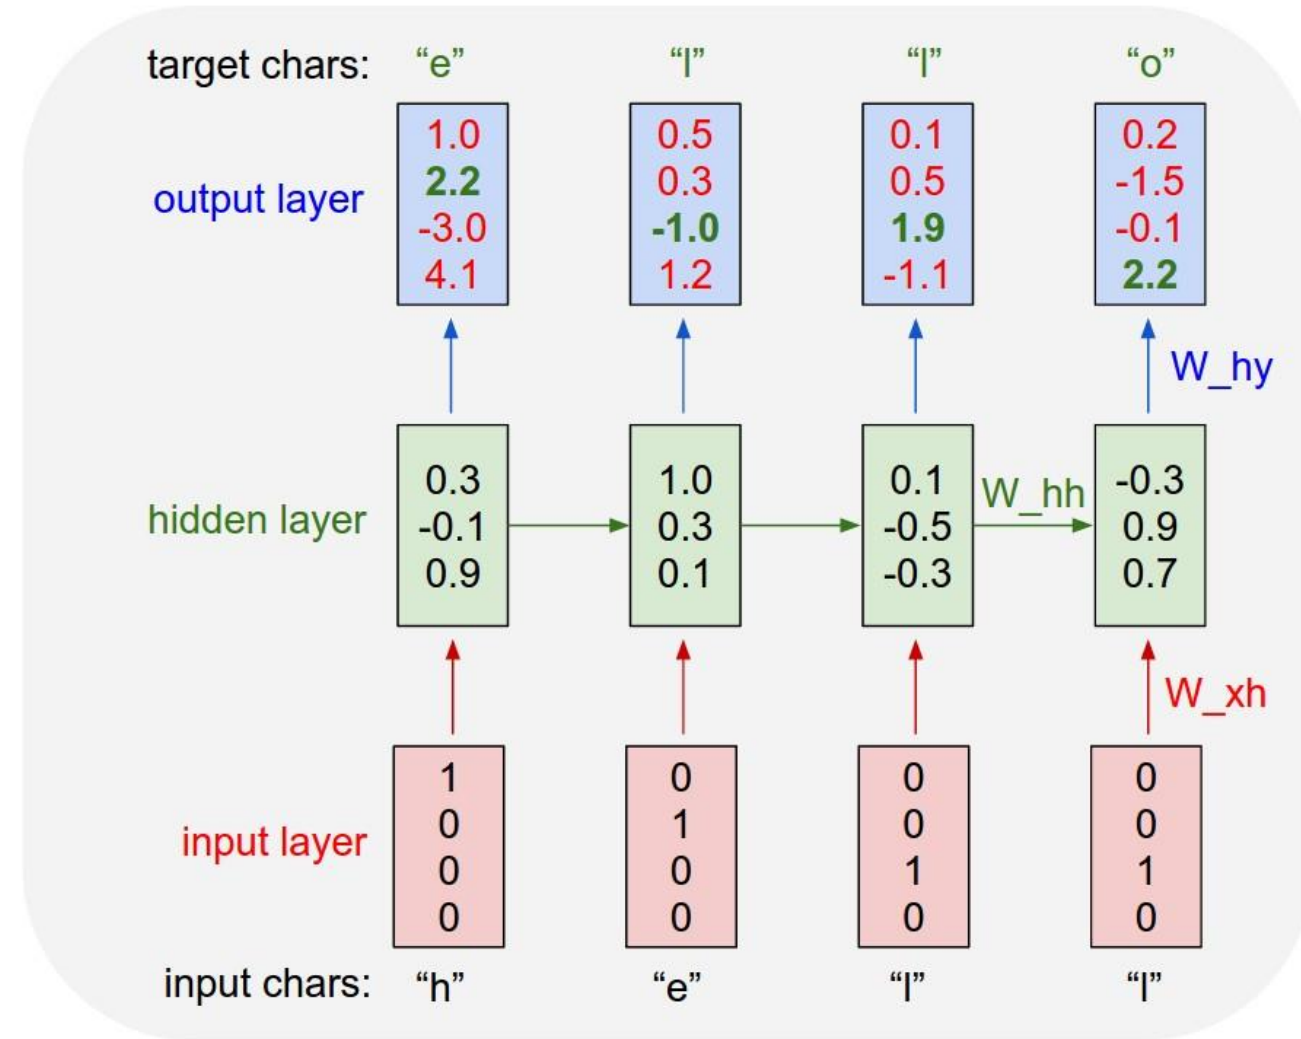 target chars: “e” “l” “l” “o”
output layer
1.0 0.5 0.1 0.2
2.2 0.3 0.5 -1.5
-3.0 -1.0 1.9 -0.1
4.1 1.2 -1.1 2.2
W_hy
hidden layer
0.3 1.0 0.1 -0.3
-0.1 0.3 -0.5 0.9
0.9 0.1 -0.3 0.7
W_hh
W_xh
input layer
1 0 0 0
0 1 0 0
0 0 1 1
0 0 0 0
input chars: “h” “e” “l” “l”